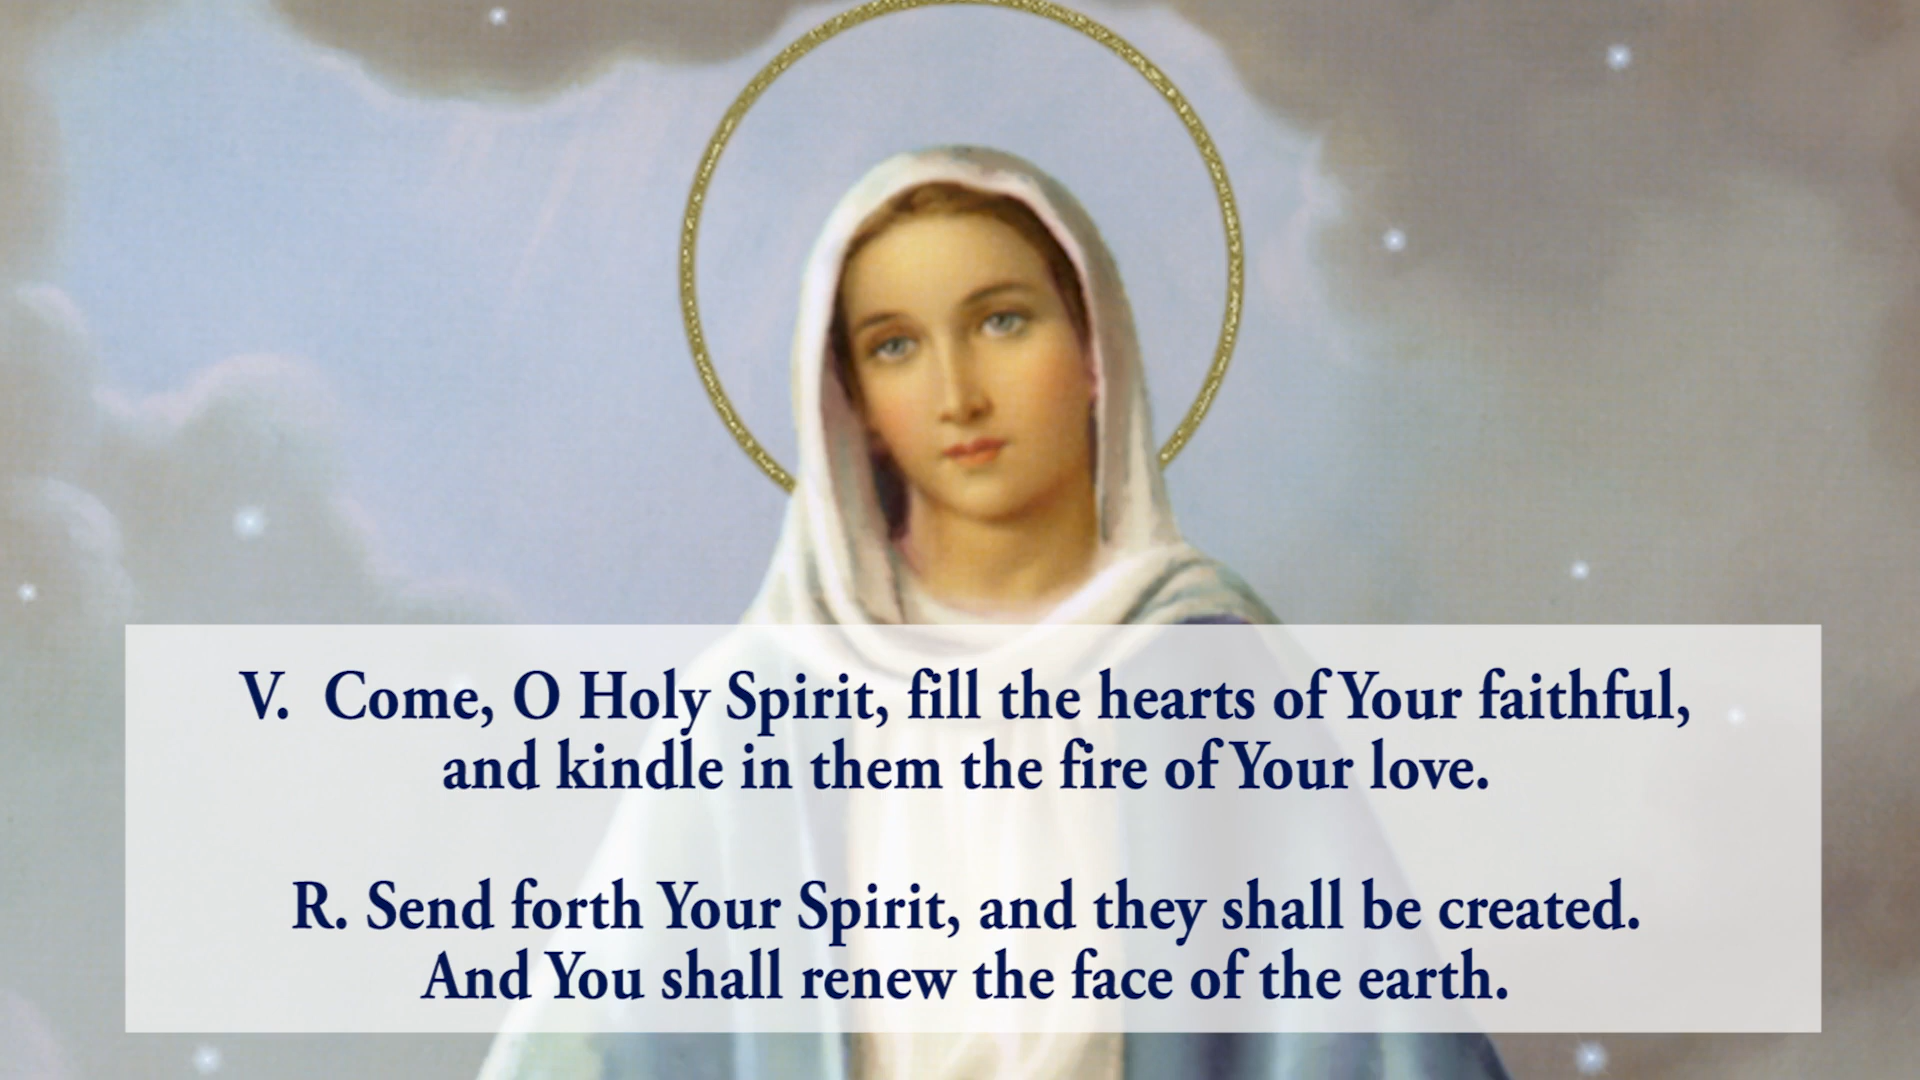 V.  Come, O Holy Spirit, fill the hearts of Your faithful,
and kindle in them the fire of Your love.
R. Send forth Your Spirit, and they shall be created.
And You shall renew the face of the earth.